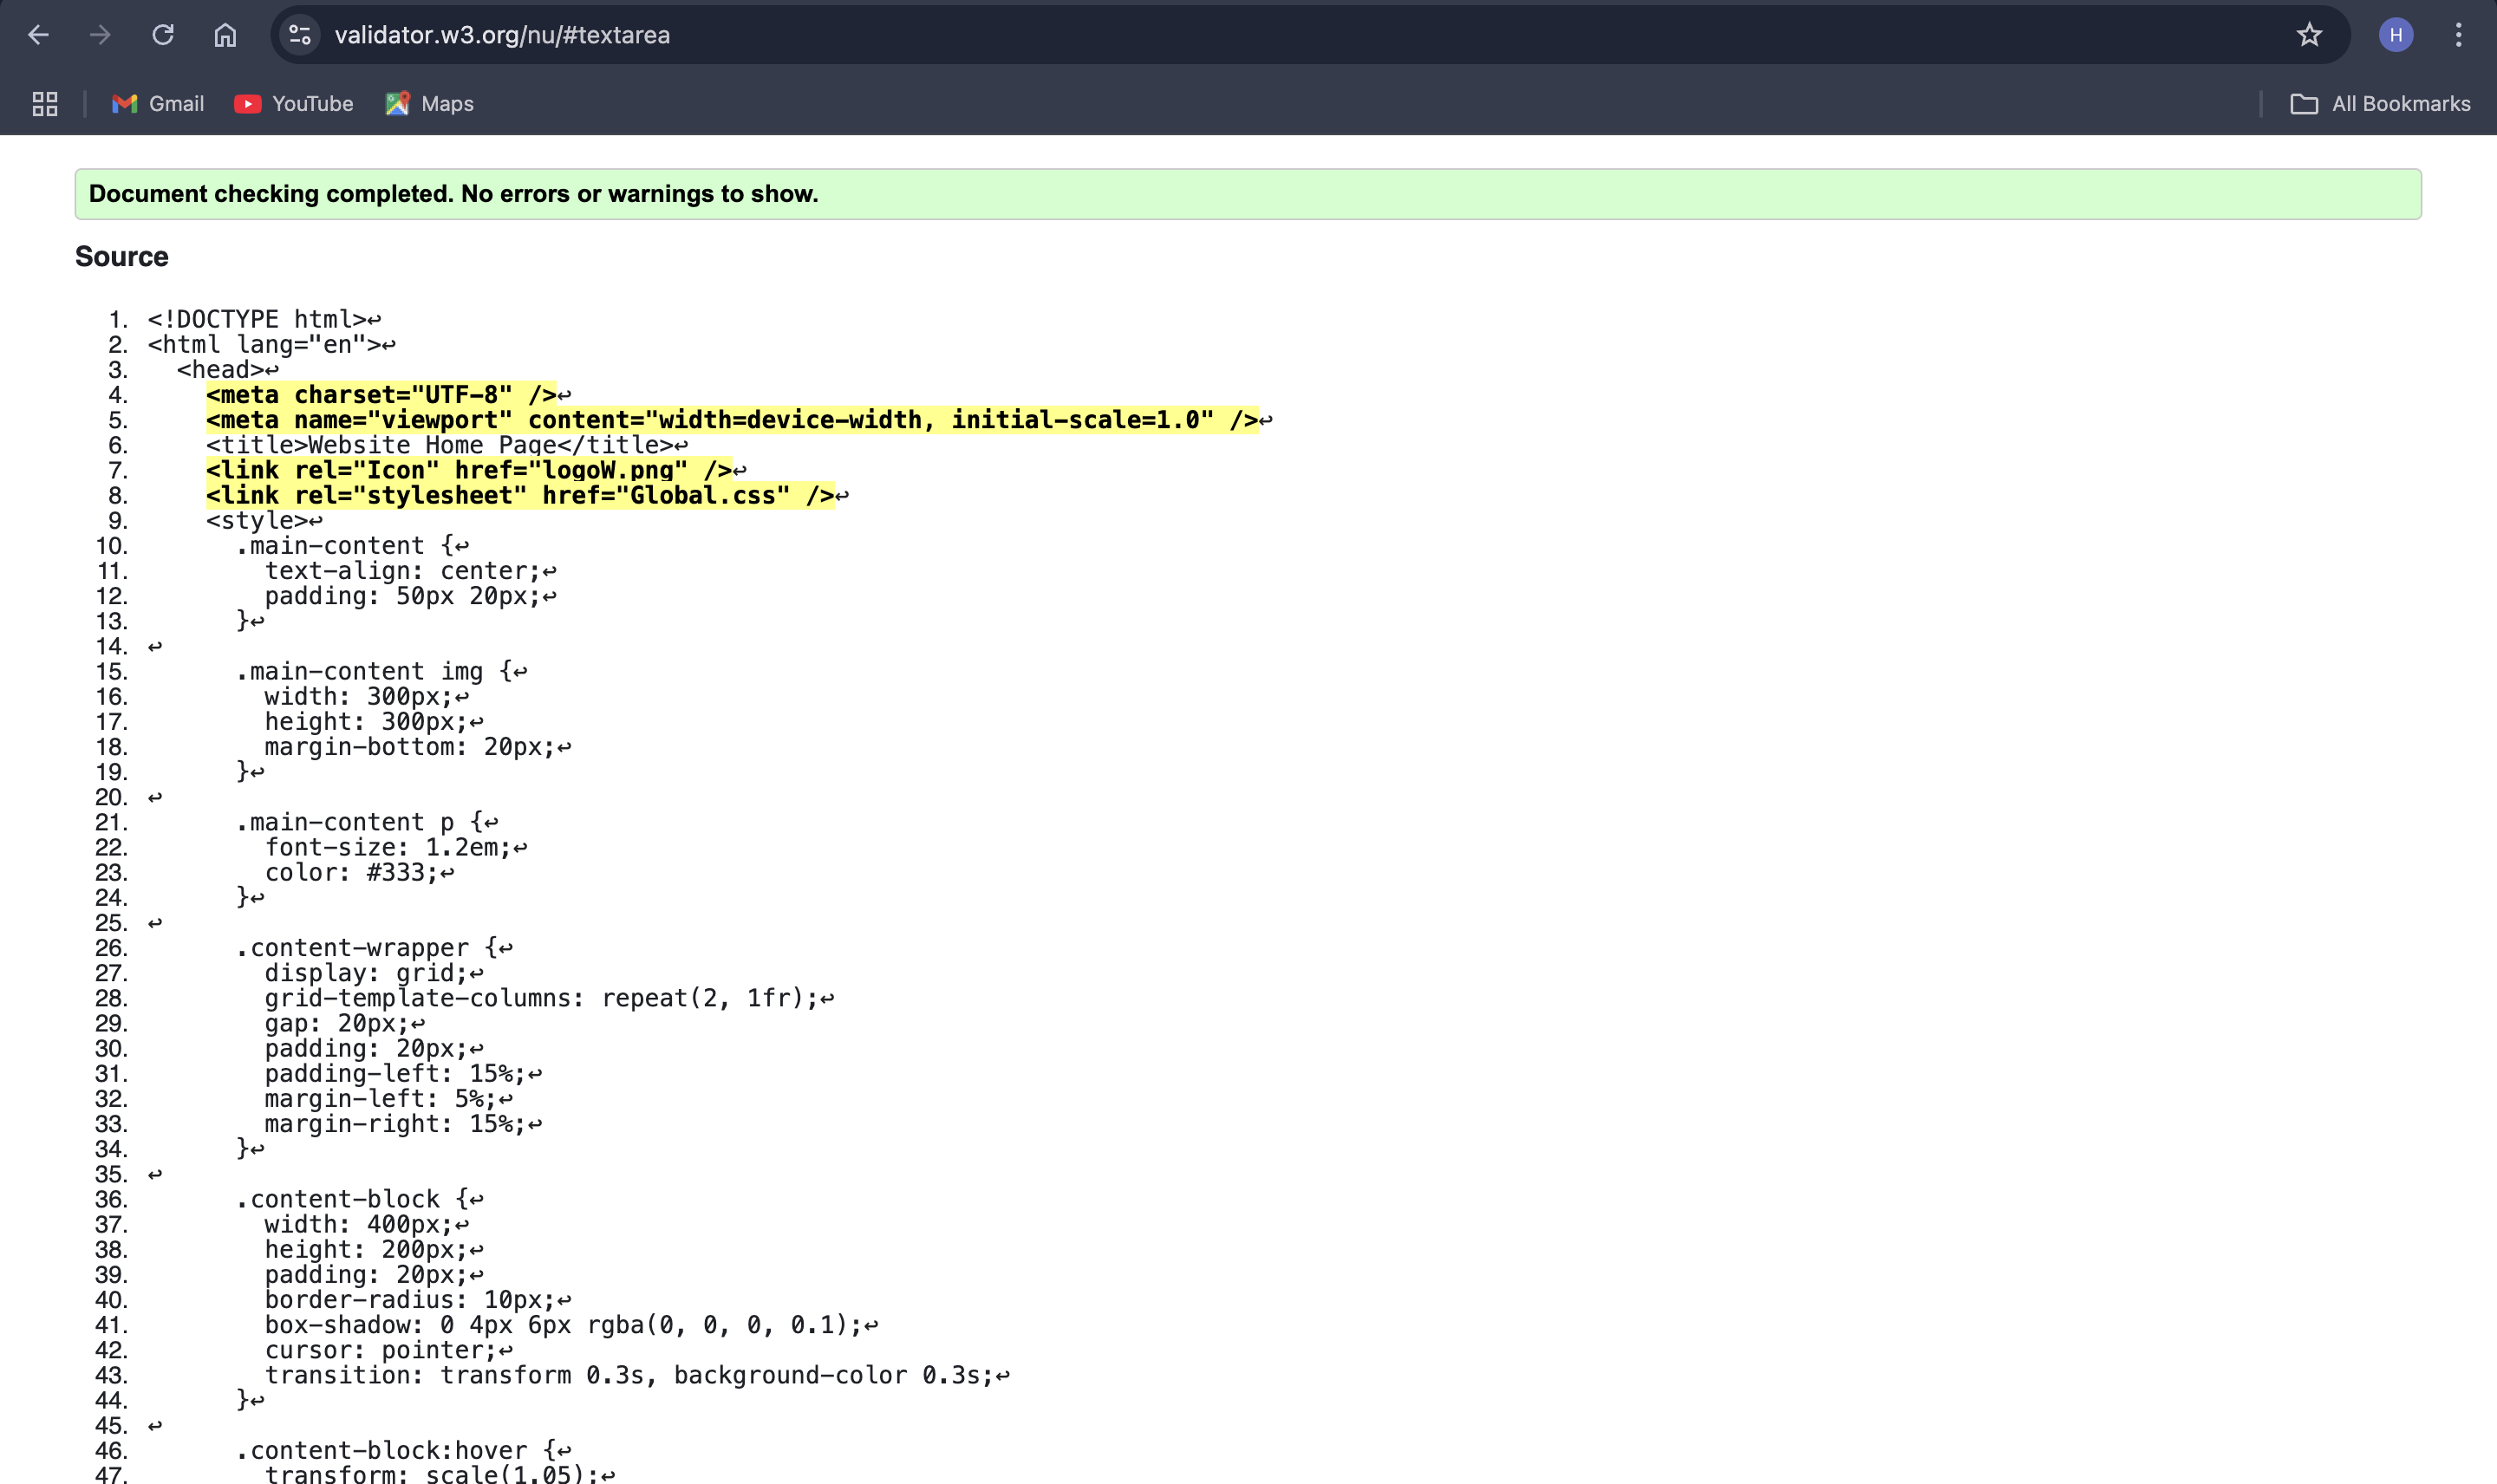 validator.w3.org/nu/#textarea
H
Gmail YouTube Maps All Bookmarks
Document checking completed. No errors or warnings to show.
Source
1. <!DOCTYPE html>↩
2. <html lang="en">↩
3. <head>↩
4. <meta charset="UTF-8" />↩
5. <meta name="viewport" content="width=device-width, initial-scale=1.0" />↩
6. <title>Website Home Page</title>↩
7. <link rel="Icon" href="logoW.png" />↩
8. <link rel="stylesheet" href="Global.css" />↩
9. <style>↩
10. .main-content {↩
11. text-align: center;↩
12. padding: 50px 20px;↩
13. }↩
14. ↩
15. .main-content img {↩
16. width: 300px;↩
17. height: 300px;↩
18. margin-bottom: 20px;↩
19. }↩
20. ↩
21. .main-content p {↩
22. font-size: 1.2em;↩
23. color: #333;↩
24. }↩
25. ↩
26. .content-wrapper {↩
27. display: grid;↩
28. grid-template-columns: repeat(2, 1fr);↩
29. gap: 20px;↩
30. padding: 20px;↩
31. padding-left: 15%;↩
32. margin-left: 5%;↩
33. margin-right: 15%;↩
34. }↩
35. ↩
36. .content-block {↩
37. width: 400px;↩
38. height: 200px;↩
39. padding: 20px;↩
40. border-radius: 10px;↩
41. box-shadow: 0 4px 6px rgba(0, 0, 0, 0.1);↩
42. cursor: pointer;↩
43. transition: transform 0.3s, background-color 0.3s;↩
44. }↩
45. ↩
46. .content-block:hover {↩
47. transform: scale(1.05);↩